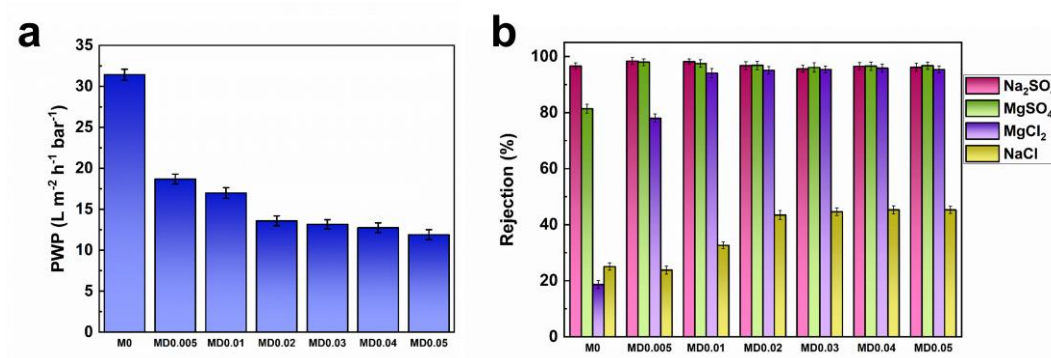 a
PWP (L m⁻² h⁻¹ bar⁻¹)
35
30
25
20
15
10
5
0
M0 MD0.005 MD0.01 MD0.02 MD0.03 MD0.04 MD0.05
b
Rejection (%)
100
80
60
40
20
0
M0 MD0.005 MD0.01 MD0.02 MD0.03 MD0.04 MD0.05
Na₂SO
MgSO₄
MgCl₂
NaCl